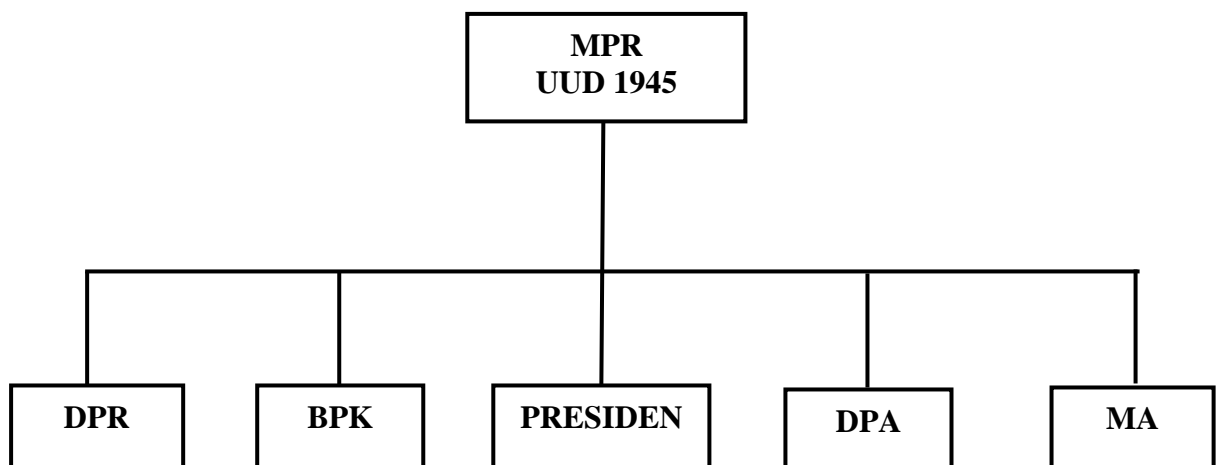 MPR
UUD 1945
DPR
BPK
PRESIDEN
DPA
MA